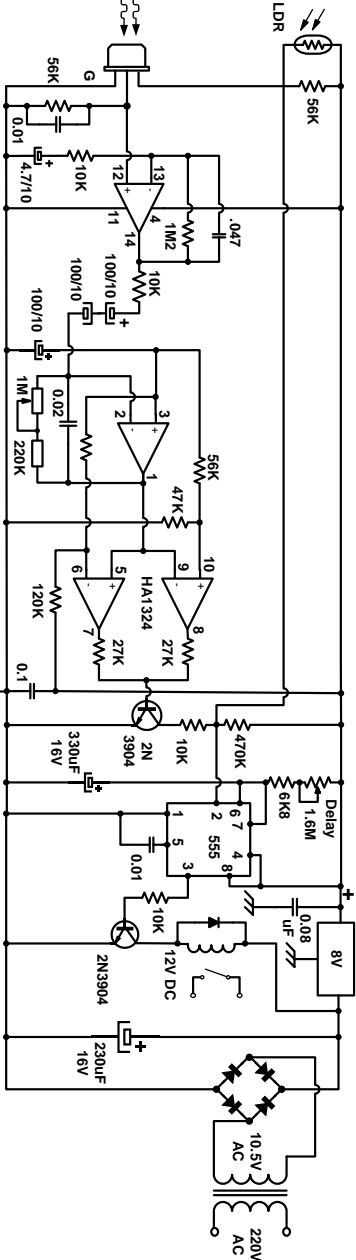 LDR
56K
56K
G
0.01
4.7/10
10K
12
13
+
-
11
4
14
1M2
.047
10K
100/10
100/10
+
100/10
+
1M
220K
0.02
2
3
-
+
1
56K
47K
10
9
+
-
8
HA1324
6
5
-
+
7
27K
27K
120K
0.1
2N
3904
10K
470K
330uF
16V
+
Delay
1.6M
6K8
2
6
7
4
8
555
1
5
3
0.01
10K
2N3904
12V DC
0.08
uF
+
8V
230uF
16V
+
10.5V
AC
220V
AC